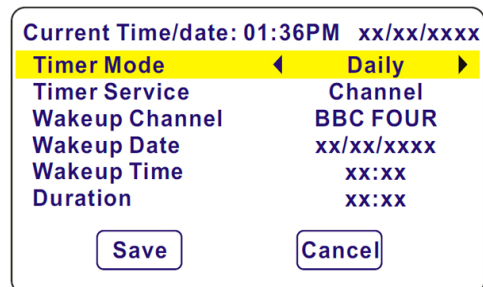 Current Time/date: 01:36PM xx/xx/xxxx
Timer Mode Daily
Timer Service Channel
Wakeup Channel BBC FOUR
Wakeup Date xx/xx/xxxx
Wakeup Time xx:xx
Duration xx:xx
Save Cancel